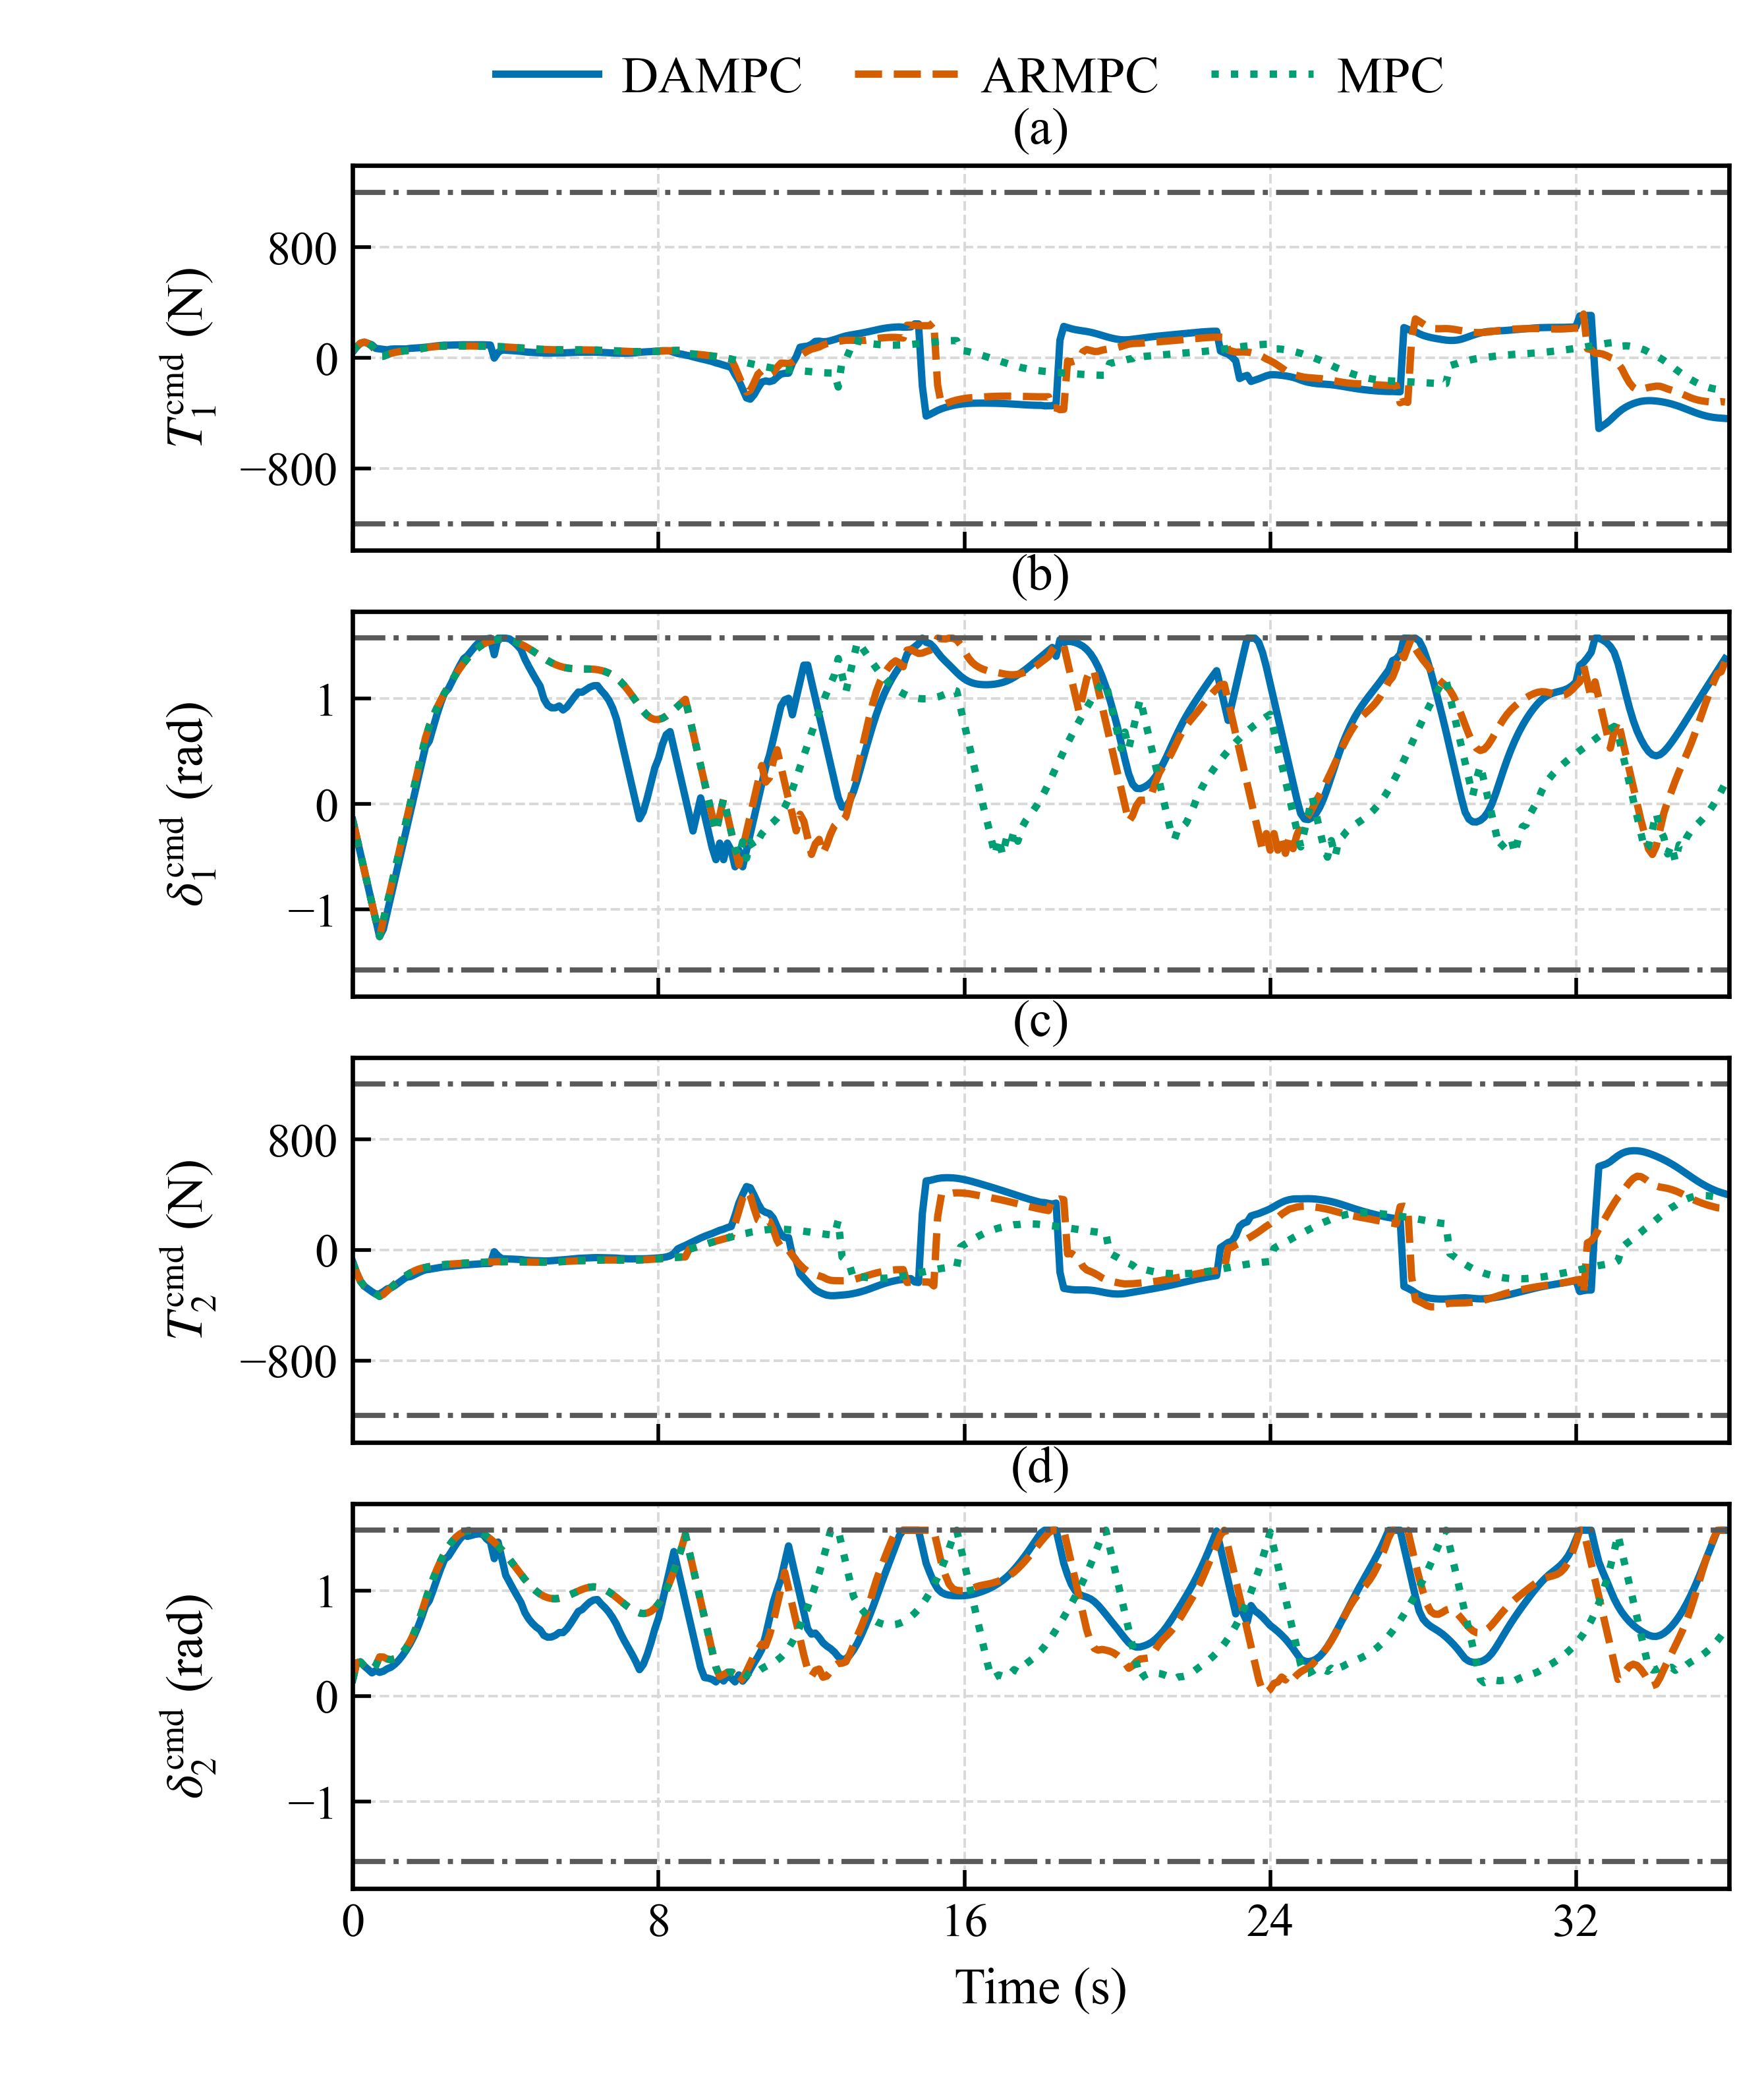 DAMPC ARMPC MPC
(a)
T₁ᶜᵐᵈ (N)
800
0
−800
(b)
δ₁ᶜᵐᵈ (rad)
1
0
−1
(c)
T₂ᶜᵐᵈ (N)
800
0
−800
(d)
δ₂ᶜᵐᵈ (rad)
1
0
−1
0 8 16 24 32
Time (s)